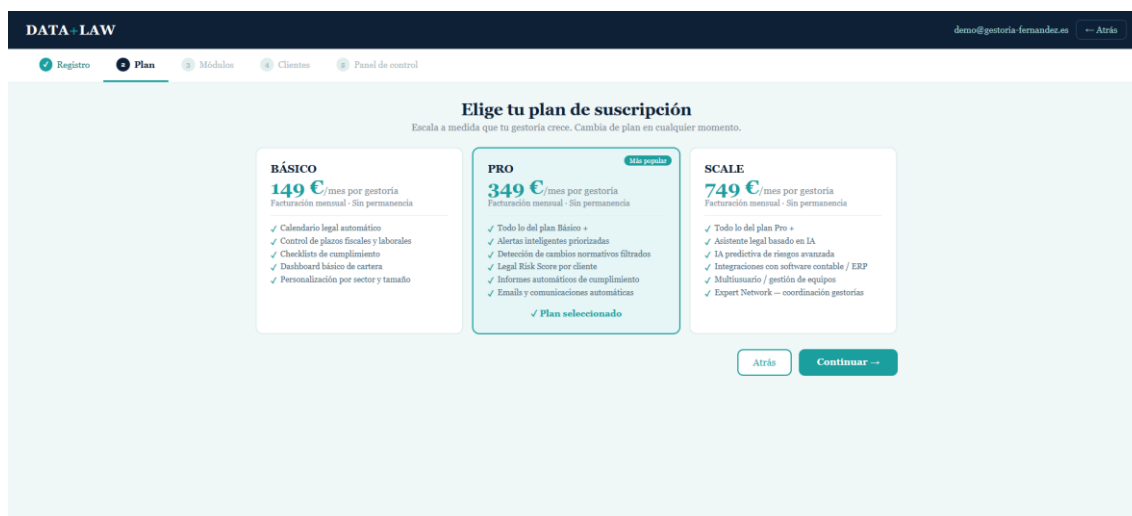 DATA+LAW
demo@gestoria-fernandez.es
← Atrás
✓ Registro
2 Plan
3 Módulos
4 Clientes
5 Panel de control
Elige tu plan de suscripción
Escala a medida que tu gestoría crece. Cambia de plan en cualquier momento.
BÁSICO
149 €/mes por gestoría
Facturación mensual · Sin permanencia
✓ Calendario legal automático
✓ Control de plazos fiscales y laborales
✓ Checklists de cumplimiento
✓ Dashboard básico de cartera
✓ Personalización por sector y tamaño
Más popular
PRO
349 €/mes por gestoría
Facturación mensual · Sin permanencia
✓ Todo lo del plan Básico +
✓ Alertas inteligentes priorizadas
✓ Detección de cambios normativos filtrados
✓ Legal Risk Score por cliente
✓ Informes automáticos de cumplimiento
✓ Emails y comunicaciones automáticas
✓ Plan seleccionado
SCALE
749 €/mes por gestoría
Facturación mensual · Sin permanencia
✓ Todo lo del plan Pro +
✓ Asistente legal basado en IA
✓ IA predictiva de riesgos avanzada
✓ Integraciones con software contable / ERP
✓ Multiusuario / gestión de equipos
✓ Expert Network — coordinación gestorías
Atrás
Continuar →